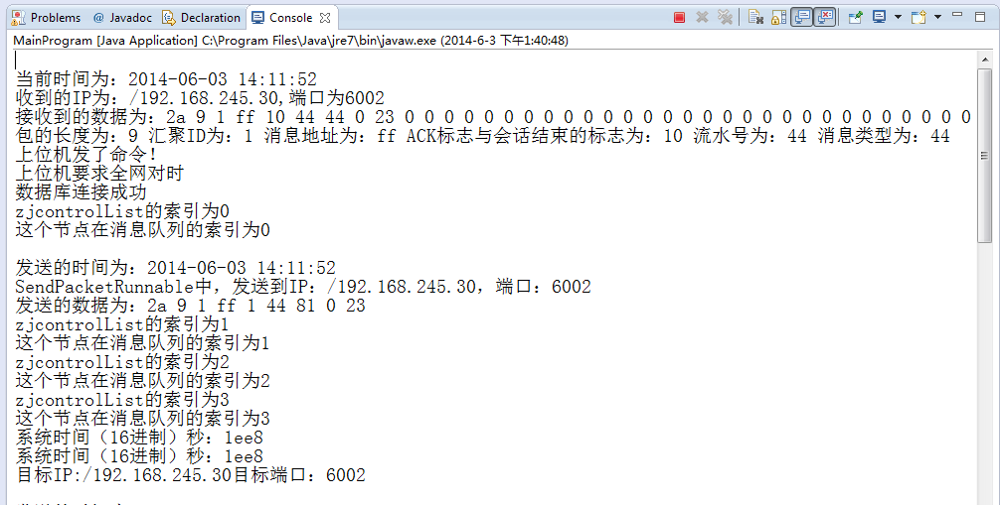 Problems @ Javadoc Declaration Console
MainProgram [Java Application] C:\Program Files\Java\jre7\bin\javaw.exe (2014-6-3 下午1:40:48)
当前时间为：2014-06-03 14:11:52
收到的IP为：/192.168.245.30,端口为6002
接收到的数据为：2a 9 1 ff 10 44 44 0 23 0 0 0 0 0 0 0 0 0 0 0 0 0 0 0 0 0 0 0 0 0 0 0 0 0 0 0
包的长度为：9 汇聚ID为：1 消息地址为：ff ACK标志与会话结束的标志为：10 流水号为：44 消息类型为：44
上位机发了命令！
上位机要求全网对时
数据库连接成功
zjcontrolList的索引为0
这个节点在消息队列的索引为0
发送的时间为：2014-06-03 14:11:52
SendPacketRunnable中，发送到IP：/192.168.245.30，端口：6002
发送的数据为：2a 9 1 ff 1 44 81 0 23
zjcontrolList的索引为1
这个节点在消息队列的索引为1
zjcontrolList的索引为2
这个节点在消息队列的索引为2
zjcontrolList的索引为3
这个节点在消息队列的索引为3
系统时间（16进制）秒：1ee8
系统时间（16进制）秒：1ee8
目标IP:/192.168.245.30目标端口：6002